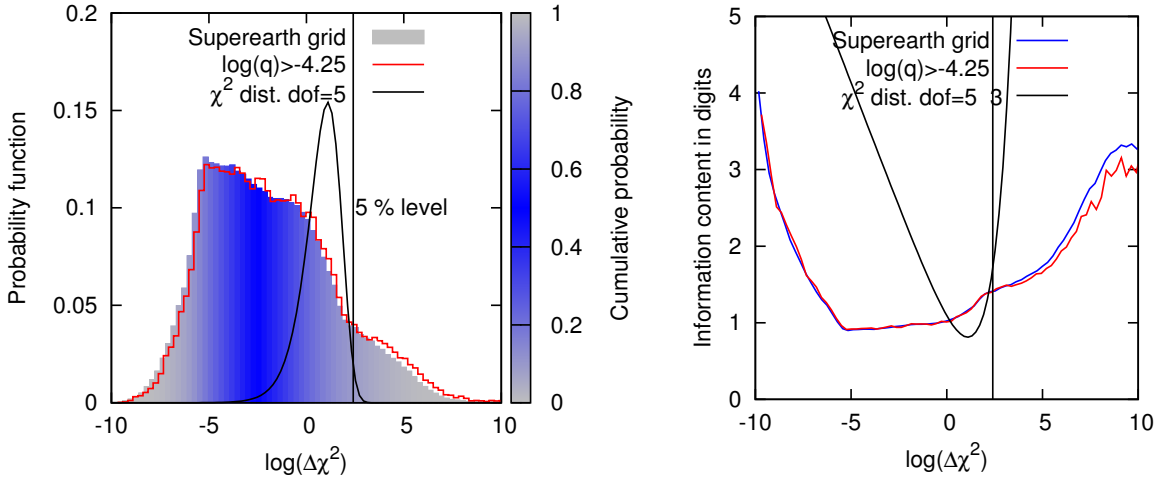 0.2
0.15
0.1
0.05
0
Probability function
Superearth grid
log(q)>-4.25
χ² dist. dof=5
5 % level
-10
-5
0
5
10
log(Δχ²)
1
0.8
0.6
0.4
0.2
0
Cumulative probability
5
4
3
2
1
0
Information content in digits
Superearth grid
log(q)>-4.25
χ² dist. dof=5 3
-10
-5
0
5
10
log(Δχ²)